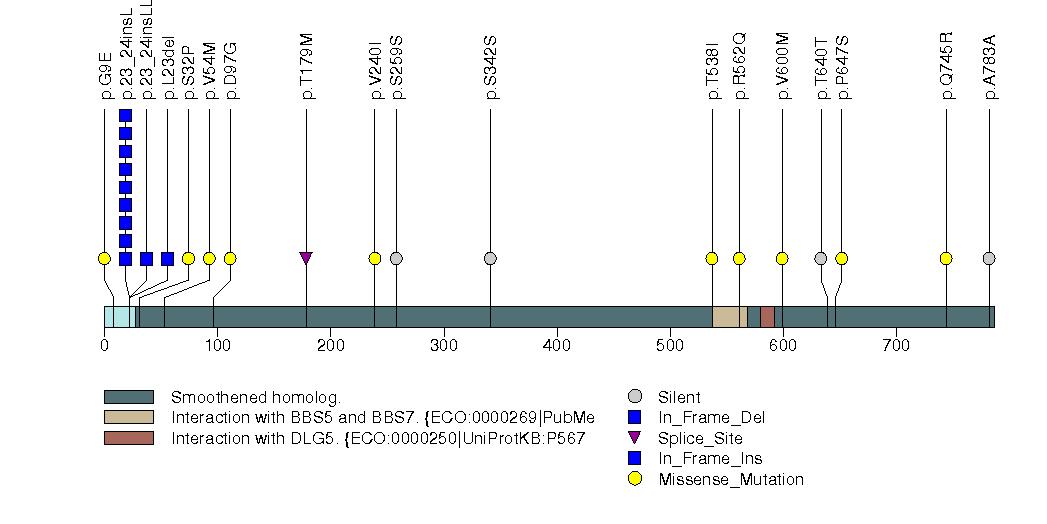 p.G9E
p.23_24insL
p.23_24insLL
p.L23del
p.S32P
p.V54M
p.D97G
p.T179M
p.V240I
p.S259S
p.S342S
p.T538I
p.R562Q
p.V600M
p.T640T
p.P647S
p.Q745R
p.A783A
0 100 200 300 400 500 600 700
Smoothened homolog.
Interaction with BBS5 and BBS7. {ECO:0000269|PubMe
Interaction with DLG5. {ECO:0000250|UniProtKB:P567
Silent
In_Frame_Del
Splice_Site
In_Frame_Ins
Missense_Mutation